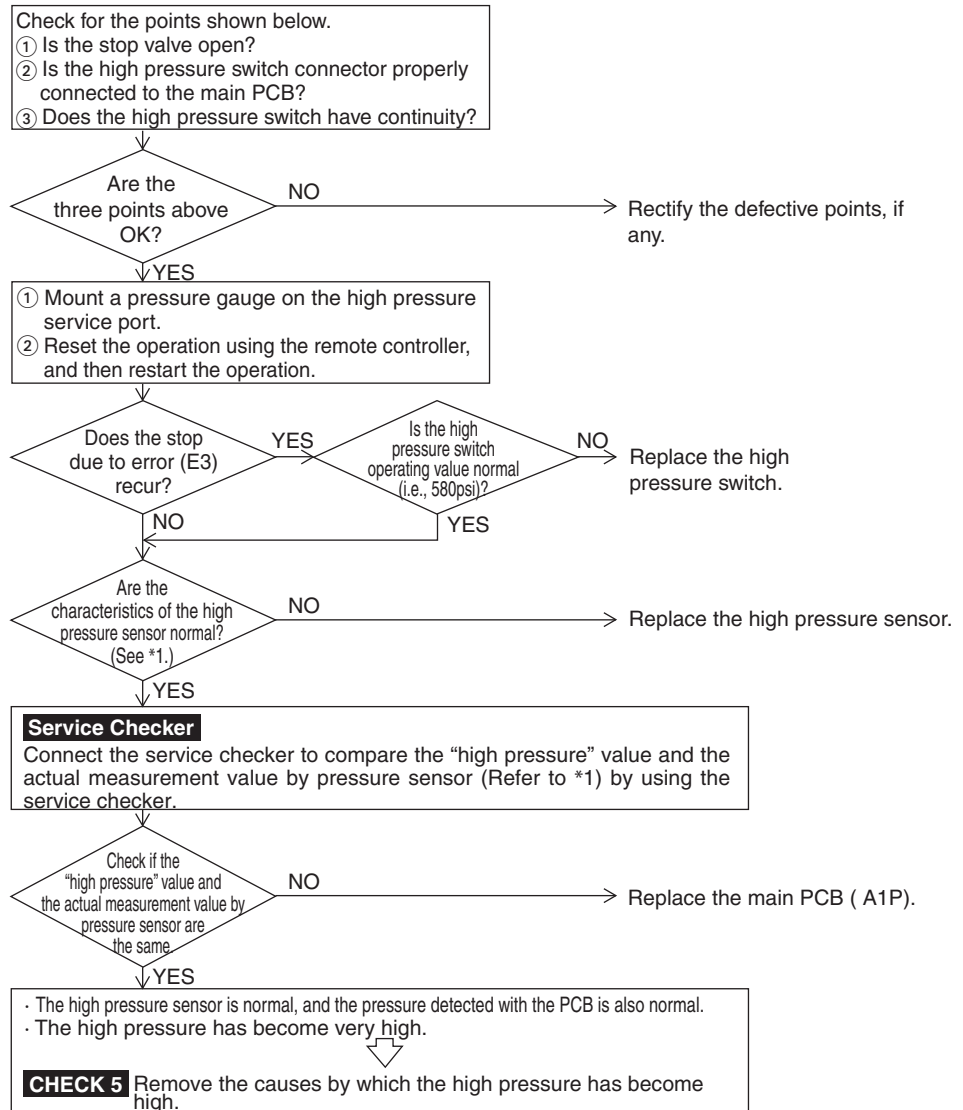 Check for the points shown below.
① Is the stop valve open?
② Is the high pressure switch connector properly
connected to the main PCB?
③ Does the high pressure switch have continuity?
Are the
three points above
OK?
NO
Rectify the defective points, if
any.
YES
① Mount a pressure gauge on the high pressure
service port.
② Reset the operation using the remote controller,
and then restart the operation.
Does the stop
due to error (E3)
recur?
YES
Is the high
pressure switch
operating value normal
(i.e., 580psi)?
NO
Replace the high
pressure switch.
NO
YES
Are the
characteristics of the high
pressure sensor normal?
(See *1.)
NO
Replace the high pressure sensor.
YES
Service Checker
Connect the service checker to compare the “high pressure” value and the
actual measurement value by pressure sensor (Refer to *1) by using the
service checker.
Check if the
“high pressure” value and
the actual measurement value by
pressure sensor are
the same.
NO
Replace the main PCB ( A1P).
YES
· The high pressure sensor is normal, and the pressure detected with the PCB is also normal.
· The high pressure has become very high.
CHECK 5 Remove the causes by which the high pressure has become
high.